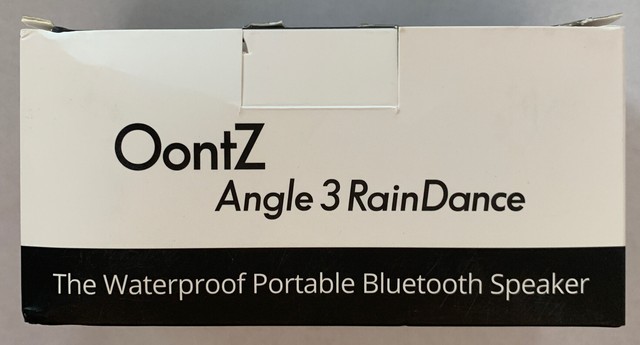 OontZ
Angle 3 RainDance
The Waterproof Portable Bluetooth Speaker